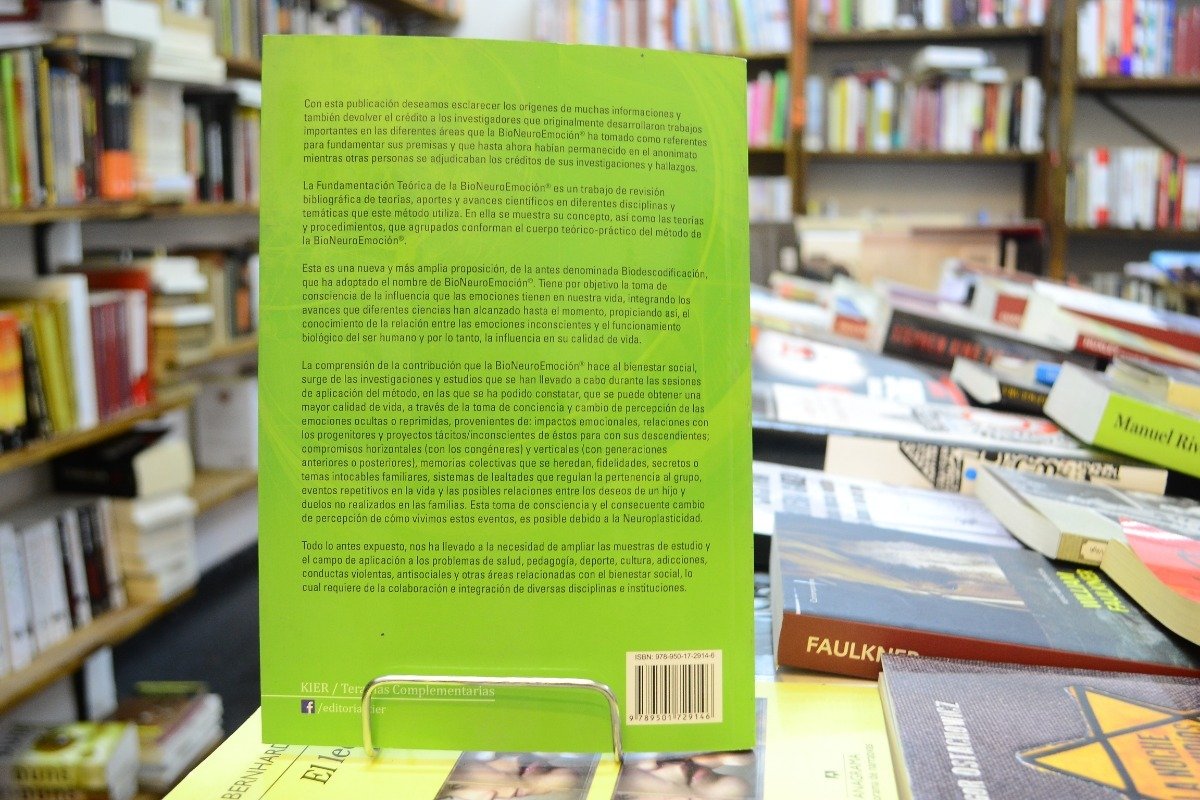 Con esta publicación deseamos esclarecer los orígenes de muchas informaciones y
también devolver el crédito a los investigadores que originalmente desarrollaron trabajos
importantes en las diferentes áreas que la BioNeuroEmoción® ha tomado como referentes
para fundamentar sus premisas y que hasta ahora habían permanecido en el anonimato
mientras otras personas se adjudicaban los créditos de sus investigaciones y hallazgos.
La Fundamentación Teórica de la BioNeuroEmoción® es un trabajo de revisión
bibliográfica de teorías, aportes y avances científicos en diferentes disciplinas y
temáticas que este método utiliza. En ella se muestra su concepto, así como las teorías
y procedimientos, que agrupados conforman el cuerpo teórico-práctico del método de
la BioNeuroEmoción®.
Esta es una nueva y más amplia proposición, de la antes denominada Biodescodificación,
que ha adoptado el nombre de BioNeuroEmoción®. Tiene por objetivo la toma de
consciencia de la influencia que las emociones tienen en nuestra vida, integrando los
avances que diferentes ciencias han alcanzado hasta el momento, propiciando así, el
conocimiento de la relación entre las emociones inconscientes y el funcionamiento
biológico del ser humano y por lo tanto, la influencia en su calidad de vida.
La comprensión de la contribución que la BioNeuroEmoción® hace al bienestar social,
surge de las investigaciones y estudios que se han llevado a cabo durante las sesiones
de aplicación del método, en las que se ha podido constatar, que se puede obtener una
mayor calidad de vida, a través de la toma de conciencia y cambio de percepción de las
emociones ocultas o reprimidas, provenientes de: impactos emocionales, relaciones con
los progenitores y proyectos tácitos/inconscientes de éstos para con sus descendientes;
compromisos horizontales (con los congéneres) y verticales (con generaciones
anteriores o posteriores), memorias colectivas que se heredan, fidelidades, secretos o
temas intocables familiares, sistemas de lealtades que regulan la pertenencia al grupo,
eventos repetitivos en la vida y las posibles relaciones entre los deseos de un hijo y
duelos no realizados en las familias. Esta toma de consciencia y el consecuente cambio
de percepción de cómo vivimos estos eventos, es posible debido a la Neuroplasticidad.
Todo lo antes expuesto, nos ha llevado a la necesidad de ampliar las muestras de estudio y
el campo de aplicación a los problemas de salud, pedagogía, deporte, cultura, adicciones,
conductas violentas, antisociales y otras áreas relacionadas con el bienestar social, lo
cual requiere de la colaboración e integración de diversas disciplinas e instituciones.
ISBN: 978-950-17-2914-6
9789501729146
KIER / Terapias Complementarias
f /editorialkier
BERNHARD
El
Manuel
WILLIAM
FAULKNER
FAULKNER
ANAGRAMA
LA NOCHE